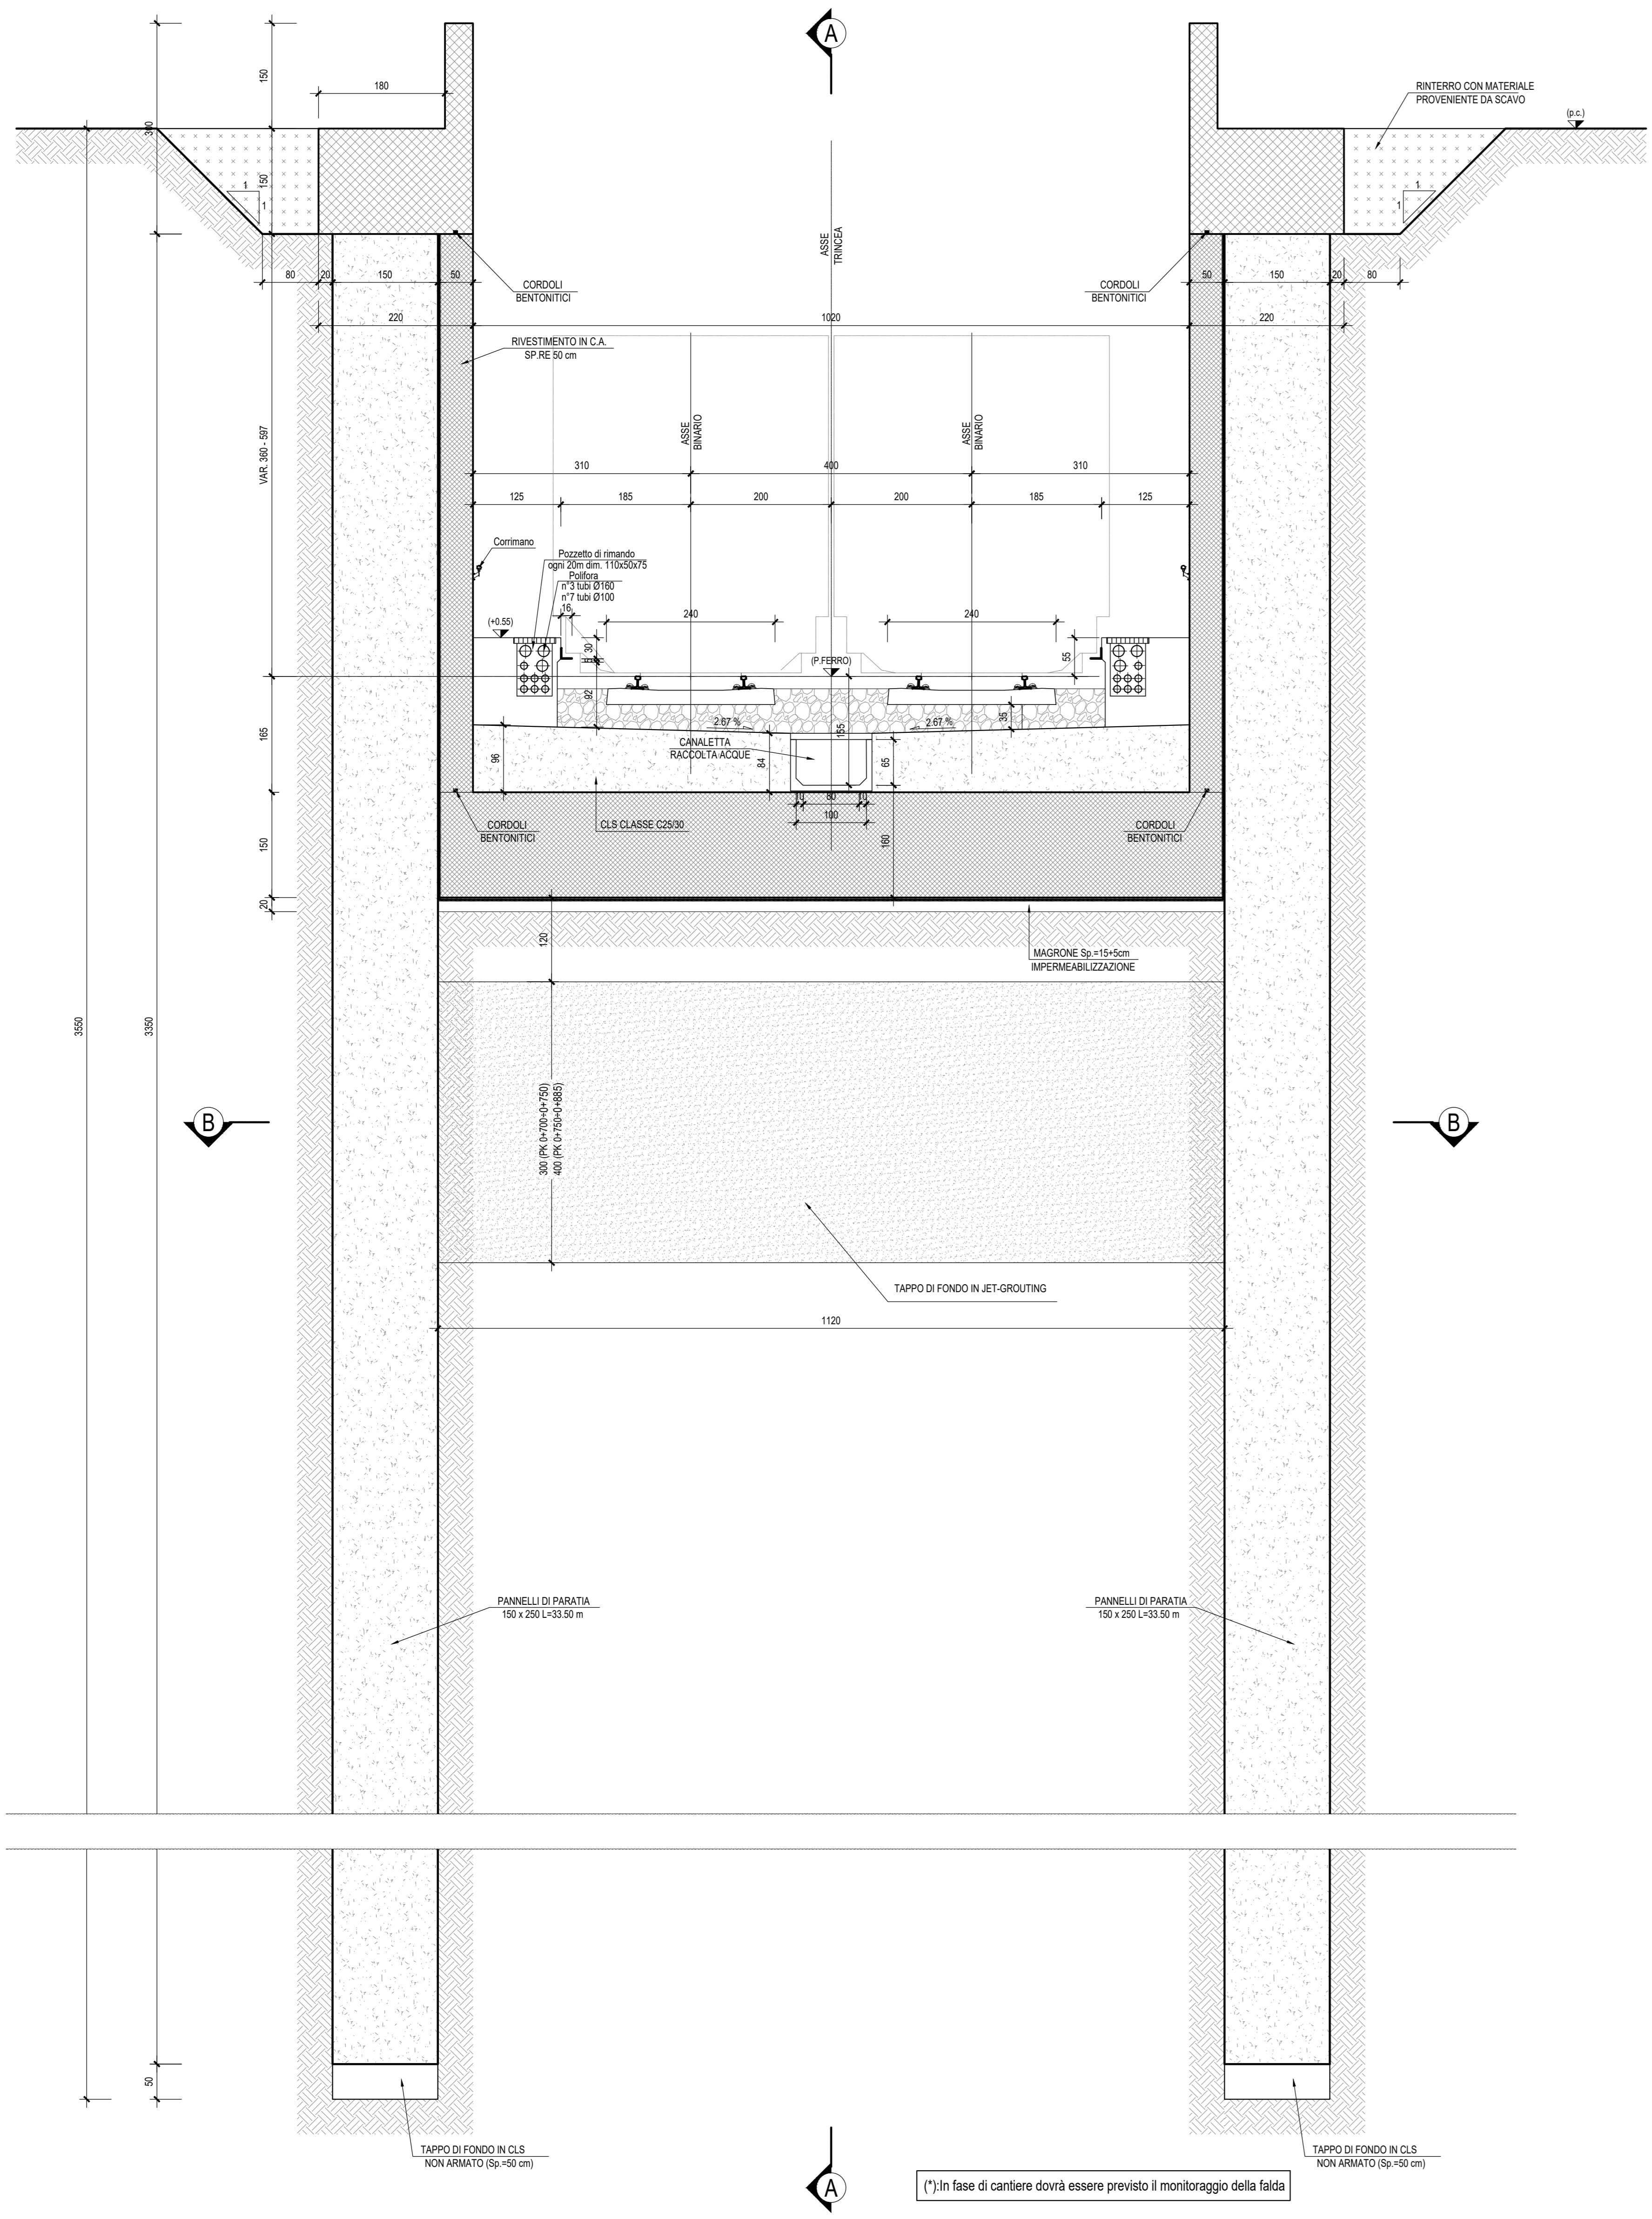 A
150
180
390
150
1
1
RINTERRO CON MATERIALE
PROVENIENTE DA SCAVO
(p.c.)
1
1
ASSE
TRINCEA
80
20
150
50
CORDOLI
BENTONITICI
CORDOLI
BENTONITICI
50
150
20
80
220
1020
220
RIVESTIMENTO IN C.A.
SP.RE 50 cm
VAR. 360 - 597
ASSE
BINARIO
ASSE
BINARIO
310
400
310
125
185
200
200
185
125
Corrimano
Pozzetto di rimando
ogni 20m dim. 110x50x75
Polifora
n°3 tubi Ø160
n°7 tubi Ø100
16
240
240
(+0.55)
30
55
(P.FERRO)
92
35
2.67 %
2.67 %
155
165
96
CANALETTA
RACCOLTA ACQUE
84
65
10
80
10
100
CORDOLI
BENTONITICI
CLS CLASSE C25/30
CORDOLI
BENTONITICI
150
160
20
120
MAGRONE Sp.=15+5cm
IMPERMEABILIZZAZIONE
3550
3350
300 (PK 0+700÷0+750)
400 (PK 0+750÷0+885)
B
B
TAPPO DI FONDO IN JET-GROUTING
1120
PANNELLI DI PARATIA
150 x 250 L=33.50 m
PANNELLI DI PARATIA
150 x 250 L=33.50 m
50
TAPPO DI FONDO IN CLS
NON ARMATO (Sp.=50 cm)
TAPPO DI FONDO IN CLS
NON ARMATO (Sp.=50 cm)
A
(*):In fase di cantiere dovrà essere previsto il monitoraggio della falda